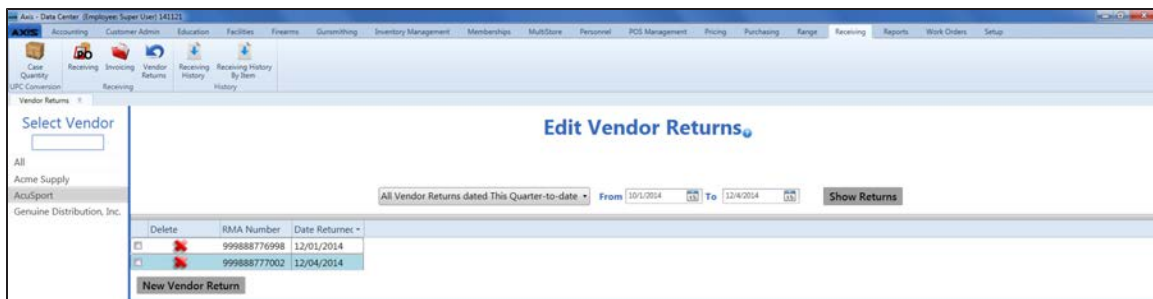 Axis - Data Center (Employee: Super User) 141121
AXIS Accounting Customer Admin Education Facilities Firearms Gunsmithing Inventory Management Memberships MultiStore Personnel POS Management Pricing Purchasing Range Receiving Reports Work Orders Setup
Case Quantity
Receiving
Invoicing
Vendor Returns
Receiving History
Receiving History By Item
UPC Conversion Receiving History
Vendor Returns
Select Vendor
Edit Vendor Returns
All
Acme Supply
AcuSport
Genuine Distribution, Inc.
All Vendor Returns dated This Quarter-to-date From 10/1/2014 To 12/4/2014 Show Returns
Delete RMA Number Date Returned
999888776998 12/01/2014
999888777002 12/04/2014
New Vendor Return